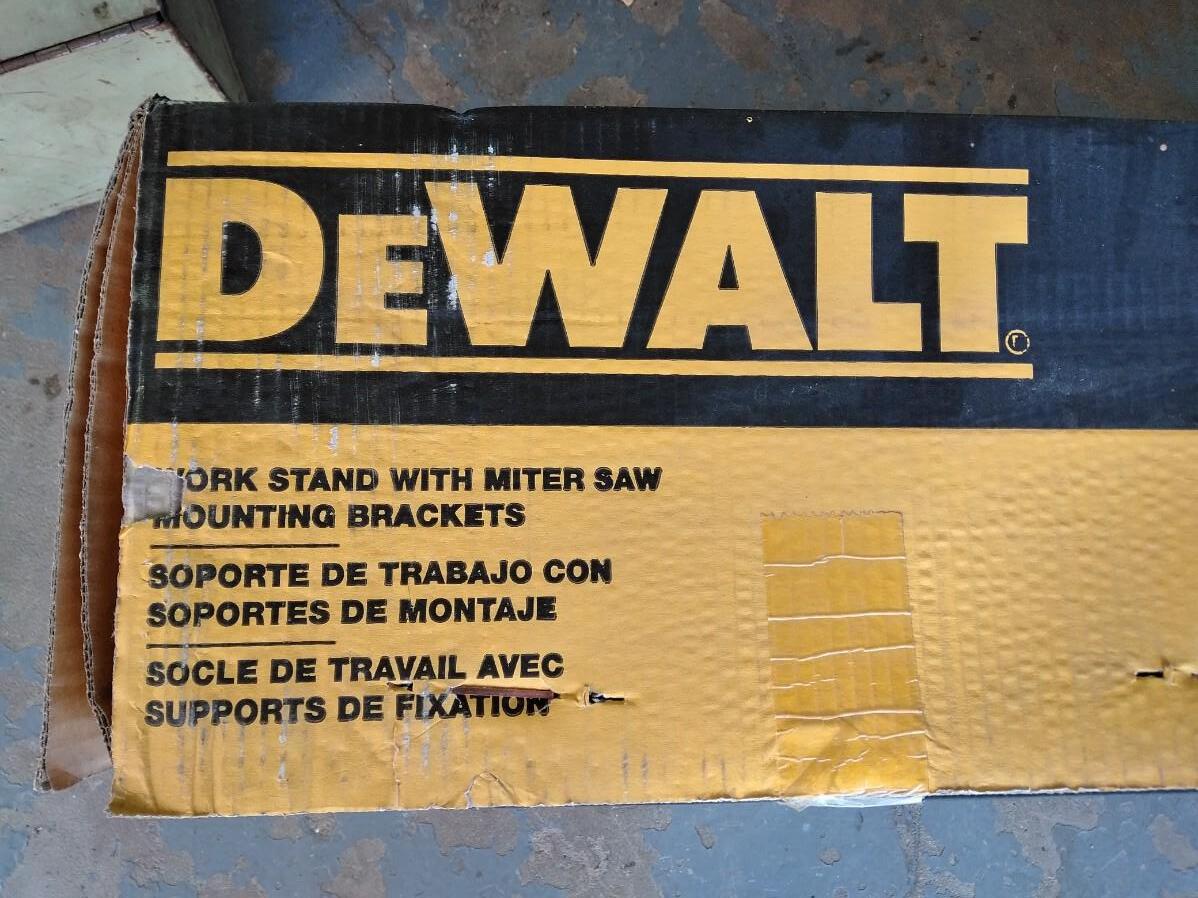 DEWALT®
WORK STAND WITH MITER SAW
MOUNTING BRACKETS
SOPORTE DE TRABAJO CON
SOPORTES DE MONTAJE
SOCLE DE TRAVAIL AVEC
SUPPORTS DE FIXATION